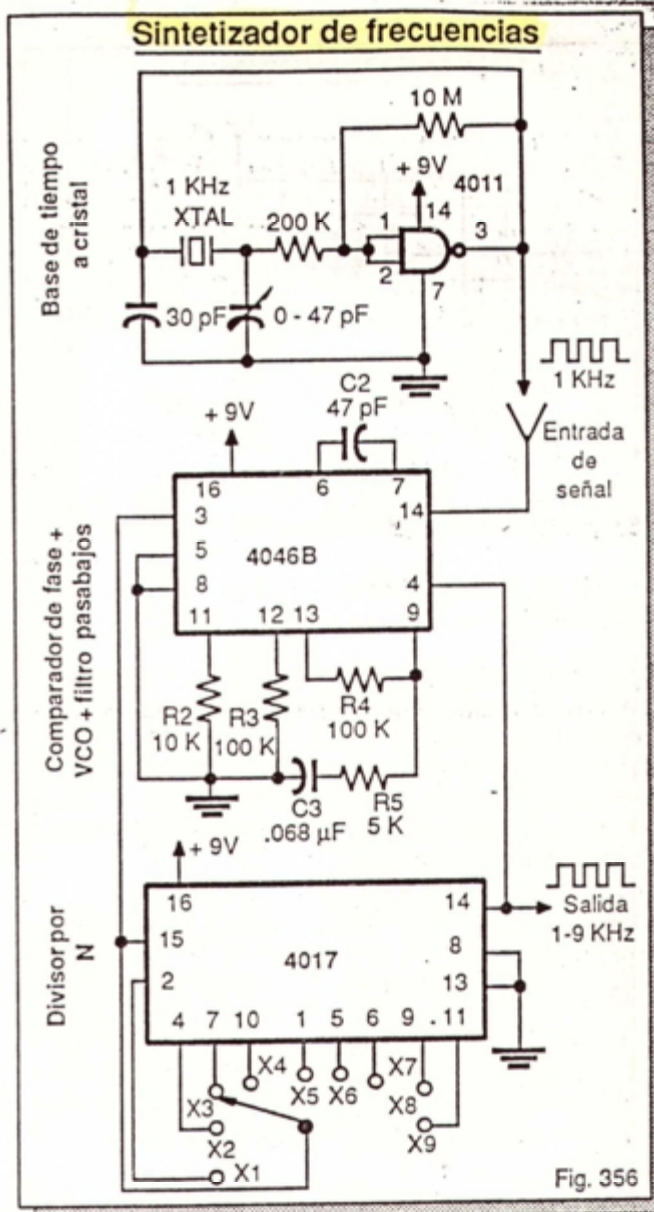 Sintetizador de frecuencias
Base de tiempo
a cristal
10 M
+ 9V
4011
1 KHz
XTAL
200 K
1
14
3
2
7
30 pF
0 - 47 pF
1 KHz
Entrada
de
señal
Comparador de fase +
VCO + filtro pasabajos
+ 9V
C2
47 pF
16
6
7
3
14
5
4046B
8
4
11
12
13
9
R2
10 K
R3
100 K
R4
100 K
C3
.068 µF
R5
5 K
Divisor por
N
+ 9V
16
14
15
4017
8
2
13
4
7
10
1
5
6
9
11
Salida
1-9 KHz
X4
X5
X6
X7
X3
X8
X2
X9
X1
Fig. 356